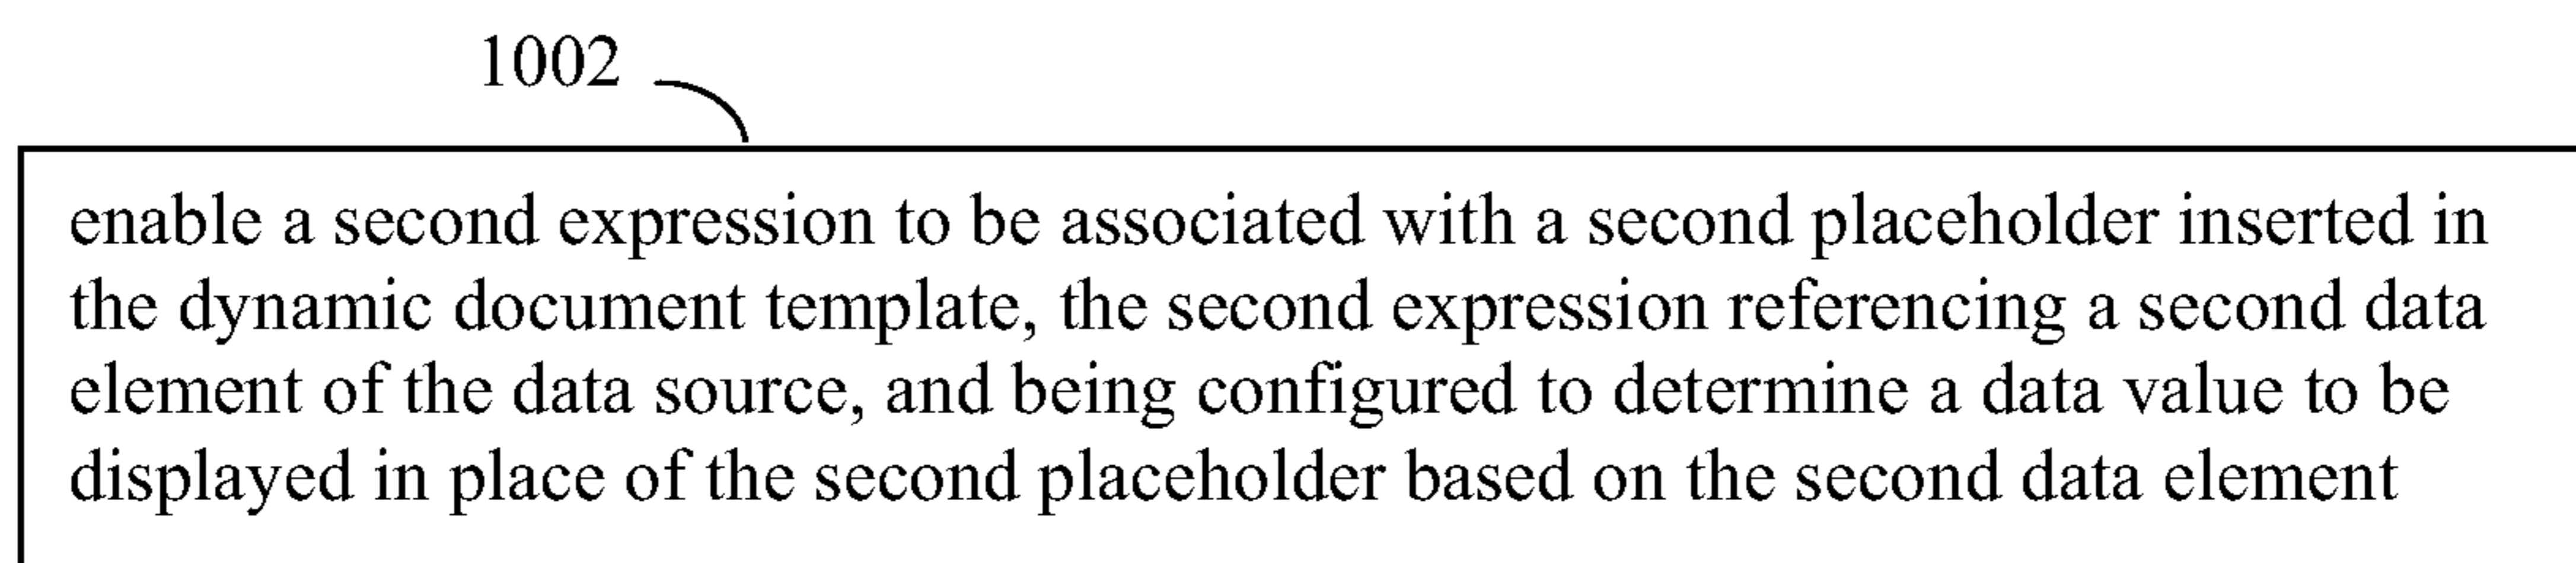 1002
enable a second expression to be associated with a second placeholder inserted in
the dynamic document template, the second expression referencing a second data
element of the data source, and being configured to determine a data value to be
displayed in place of the second placeholder based on the second data element